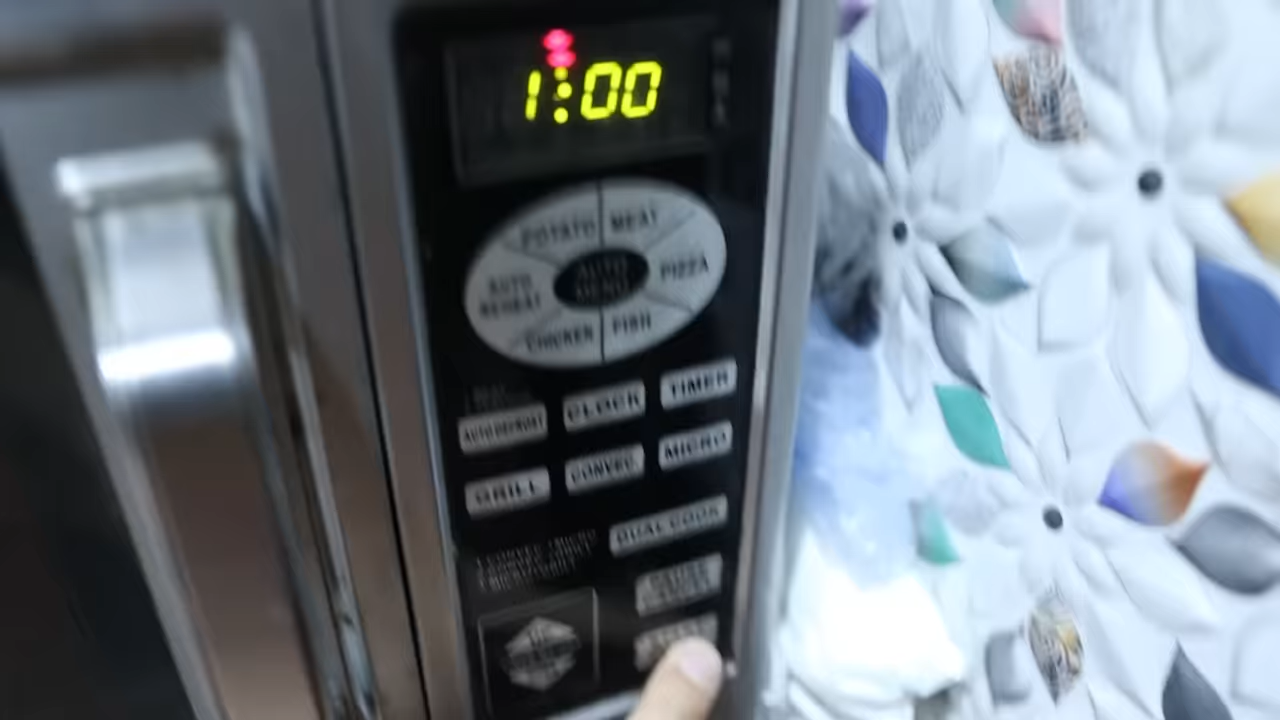 1:00
POTATO MEAT
AUTO REHEAT
AUTO MENU
PIZZA
CHICKEN FISH
AUTO DEFROST CLOCK TIMER
GRILL CONVEC MICRO
DUAL COOK